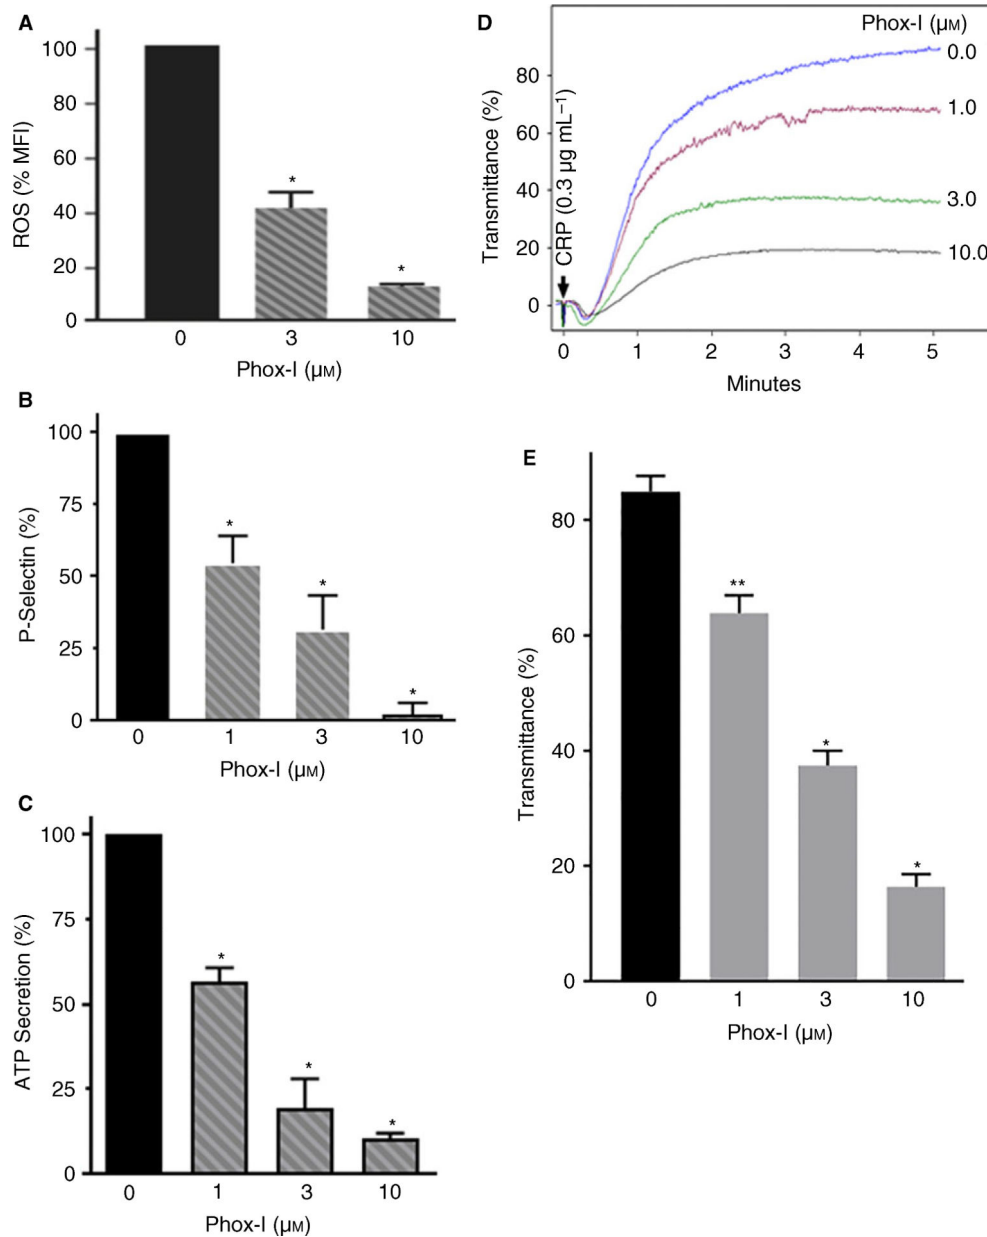 A
100
80
60
40
20
0
ROS (% MFI)
*
*
0 3 10
Phox-I (μM)
B
100
75
50
25
0
P-Selectin (%)
*
*
*
0 1 3 10
Phox-I (μM)
C
100
75
50
25
0
ATP Secretion (%)
*
*
*
0 1 3 10
Phox-I (μM)
D
Phox-I (μM)
0.0
1.0
3.0
10.0
80
60
40
20
0
Transmittance (%)
CRP (0.3 μg mL⁻¹)
0 1 2 3 4 5
Minutes
E
80
60
40
20
0
Transmittance (%)
**
*
*
0 1 3 10
Phox-I (μM)